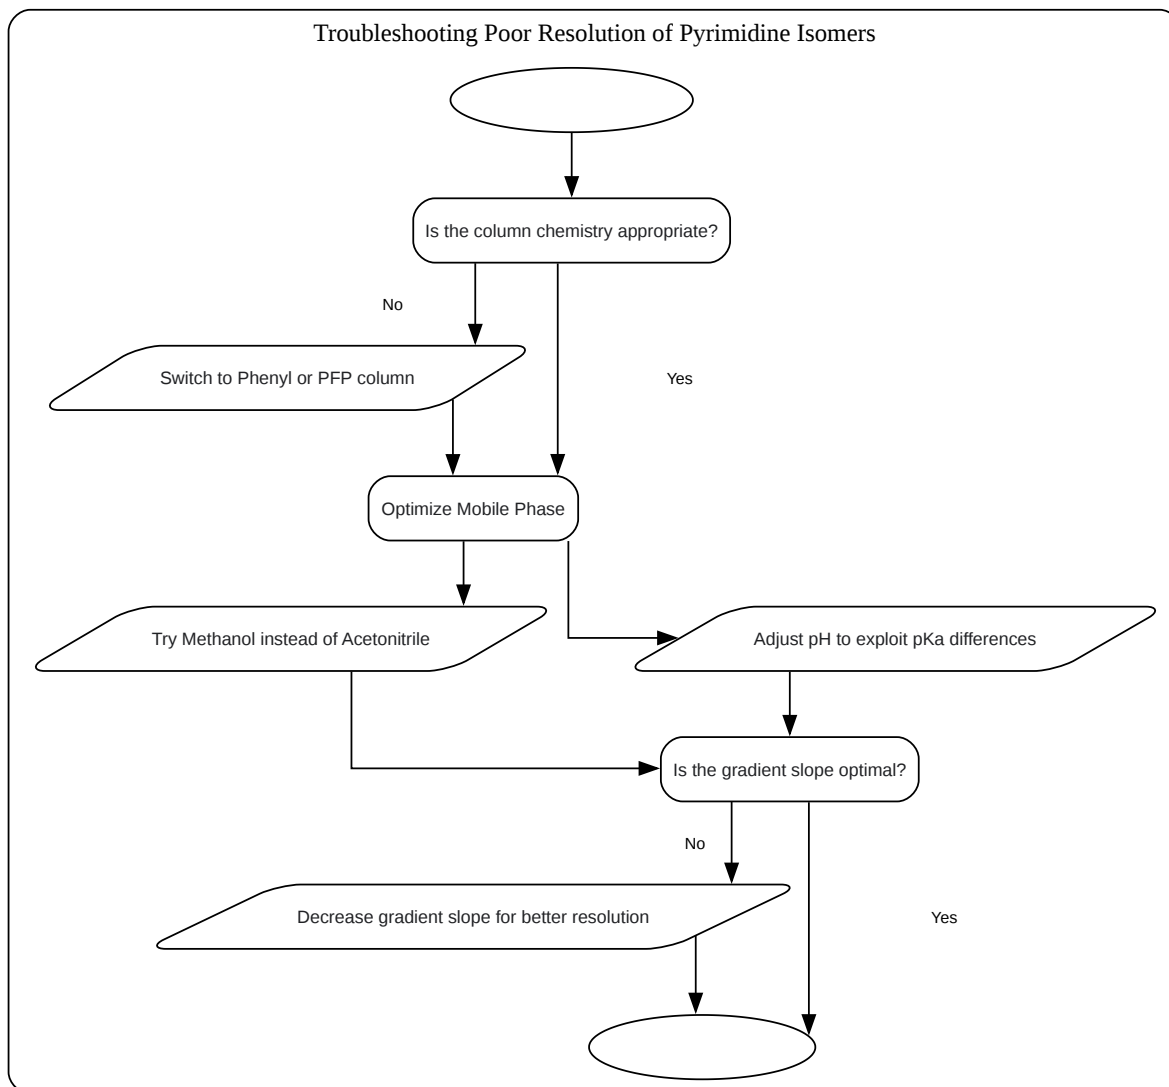 Troubleshooting Poor Resolution of Pyrimidine Isomers
Is the column chemistry appropriate?
No
Switch to Phenyl or PFP column
Yes
Optimize Mobile Phase
Try Methanol instead of Acetonitrile
Adjust pH to exploit pKa differences
Is the gradient slope optimal?
No
Decrease gradient slope for better resolution
Yes